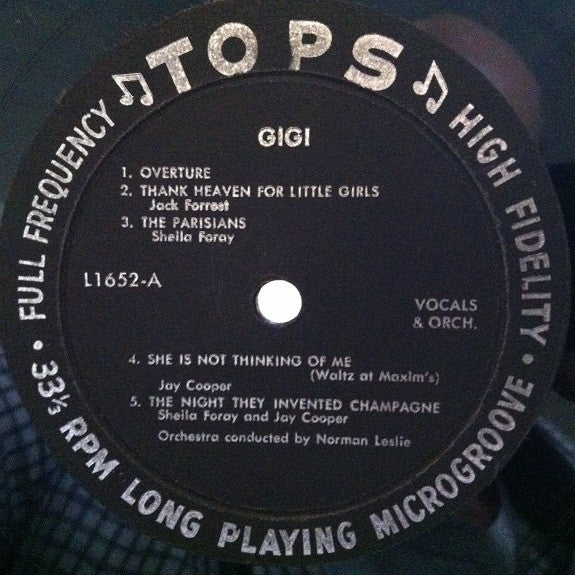 TOPS
FULL FREQUENCY
HIGH FIDELITY
GIGI
1. OVERTURE
2. THANK HEAVEN FOR LITTLE GIRLS
Jack Forrest
3. THE PARISIANS
Sheila Foray
L1652-A
VOCALS
& ORCH.
4. SHE IS NOT THINKING OF ME
(Waltz at Maxim's)
Jay Cooper
5. THE NIGHT THEY INVENTED CHAMPAGNE
Sheila Foray and Jay Cooper
Orchestra conducted by Norman Leslie
33⅓ RPM LONG PLAYING MICROGROOVE